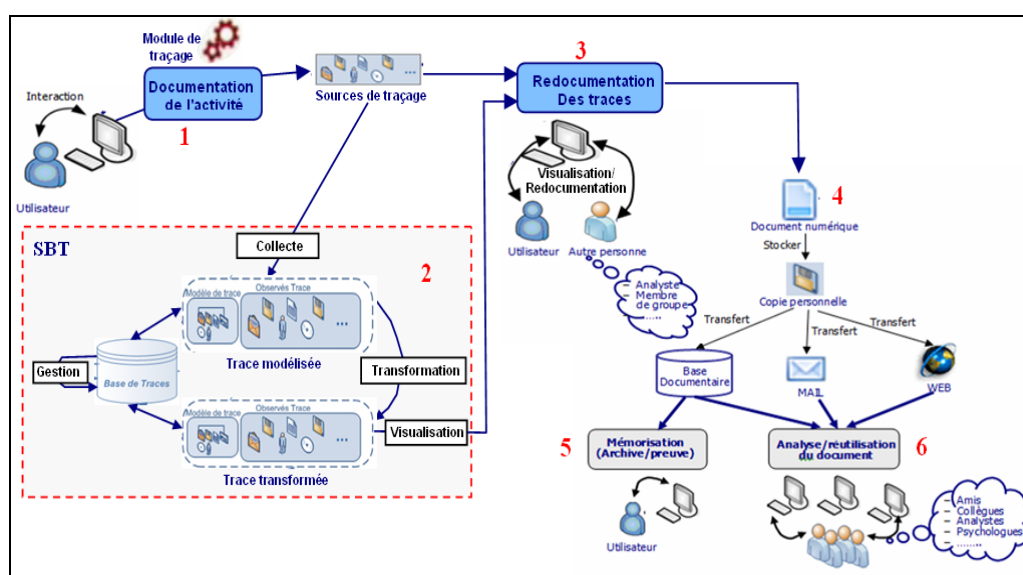 Module de
traçage
Interaction
Documentation
de l'activité
1
Utilisateur
...
Sources de traçage
3
Redocumentation
Des traces
Visualisation/
Redocumentation
Utilisateur
Autre personne
– Analyste
– Membre
de groupe
– .....
4
Document numérique
Stocker
Copie personnelle
Transfert
Transfert
Transfert
Base
Documentaire
MAIL
WEB
SBT
Collecte
2
Modèle de trace
Observés Trace
...
Trace modélisée
Gestion
Base de Traces
Transformation
Modèle de trace
Observés Trace
...
Visualisation
Trace transformée
5
Mémorisation
(Archive/preuve)
Utilisateur
Analyse/réutilisation
du document
6
– Amis
– Collègues
– Analystes
– Psychologues
– .......